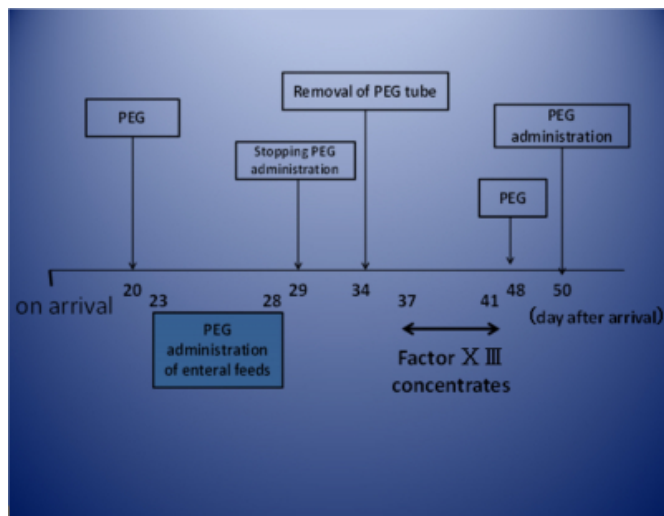 Removal of PEG tube
PEG
PEG
administration
Stopping PEG
administration
PEG
on arrival
20
23
28
29
34
37
41
48
50
(day after arrival)
PEG
administration
of enteral feeds
Factor ⅩⅢ
concentrates